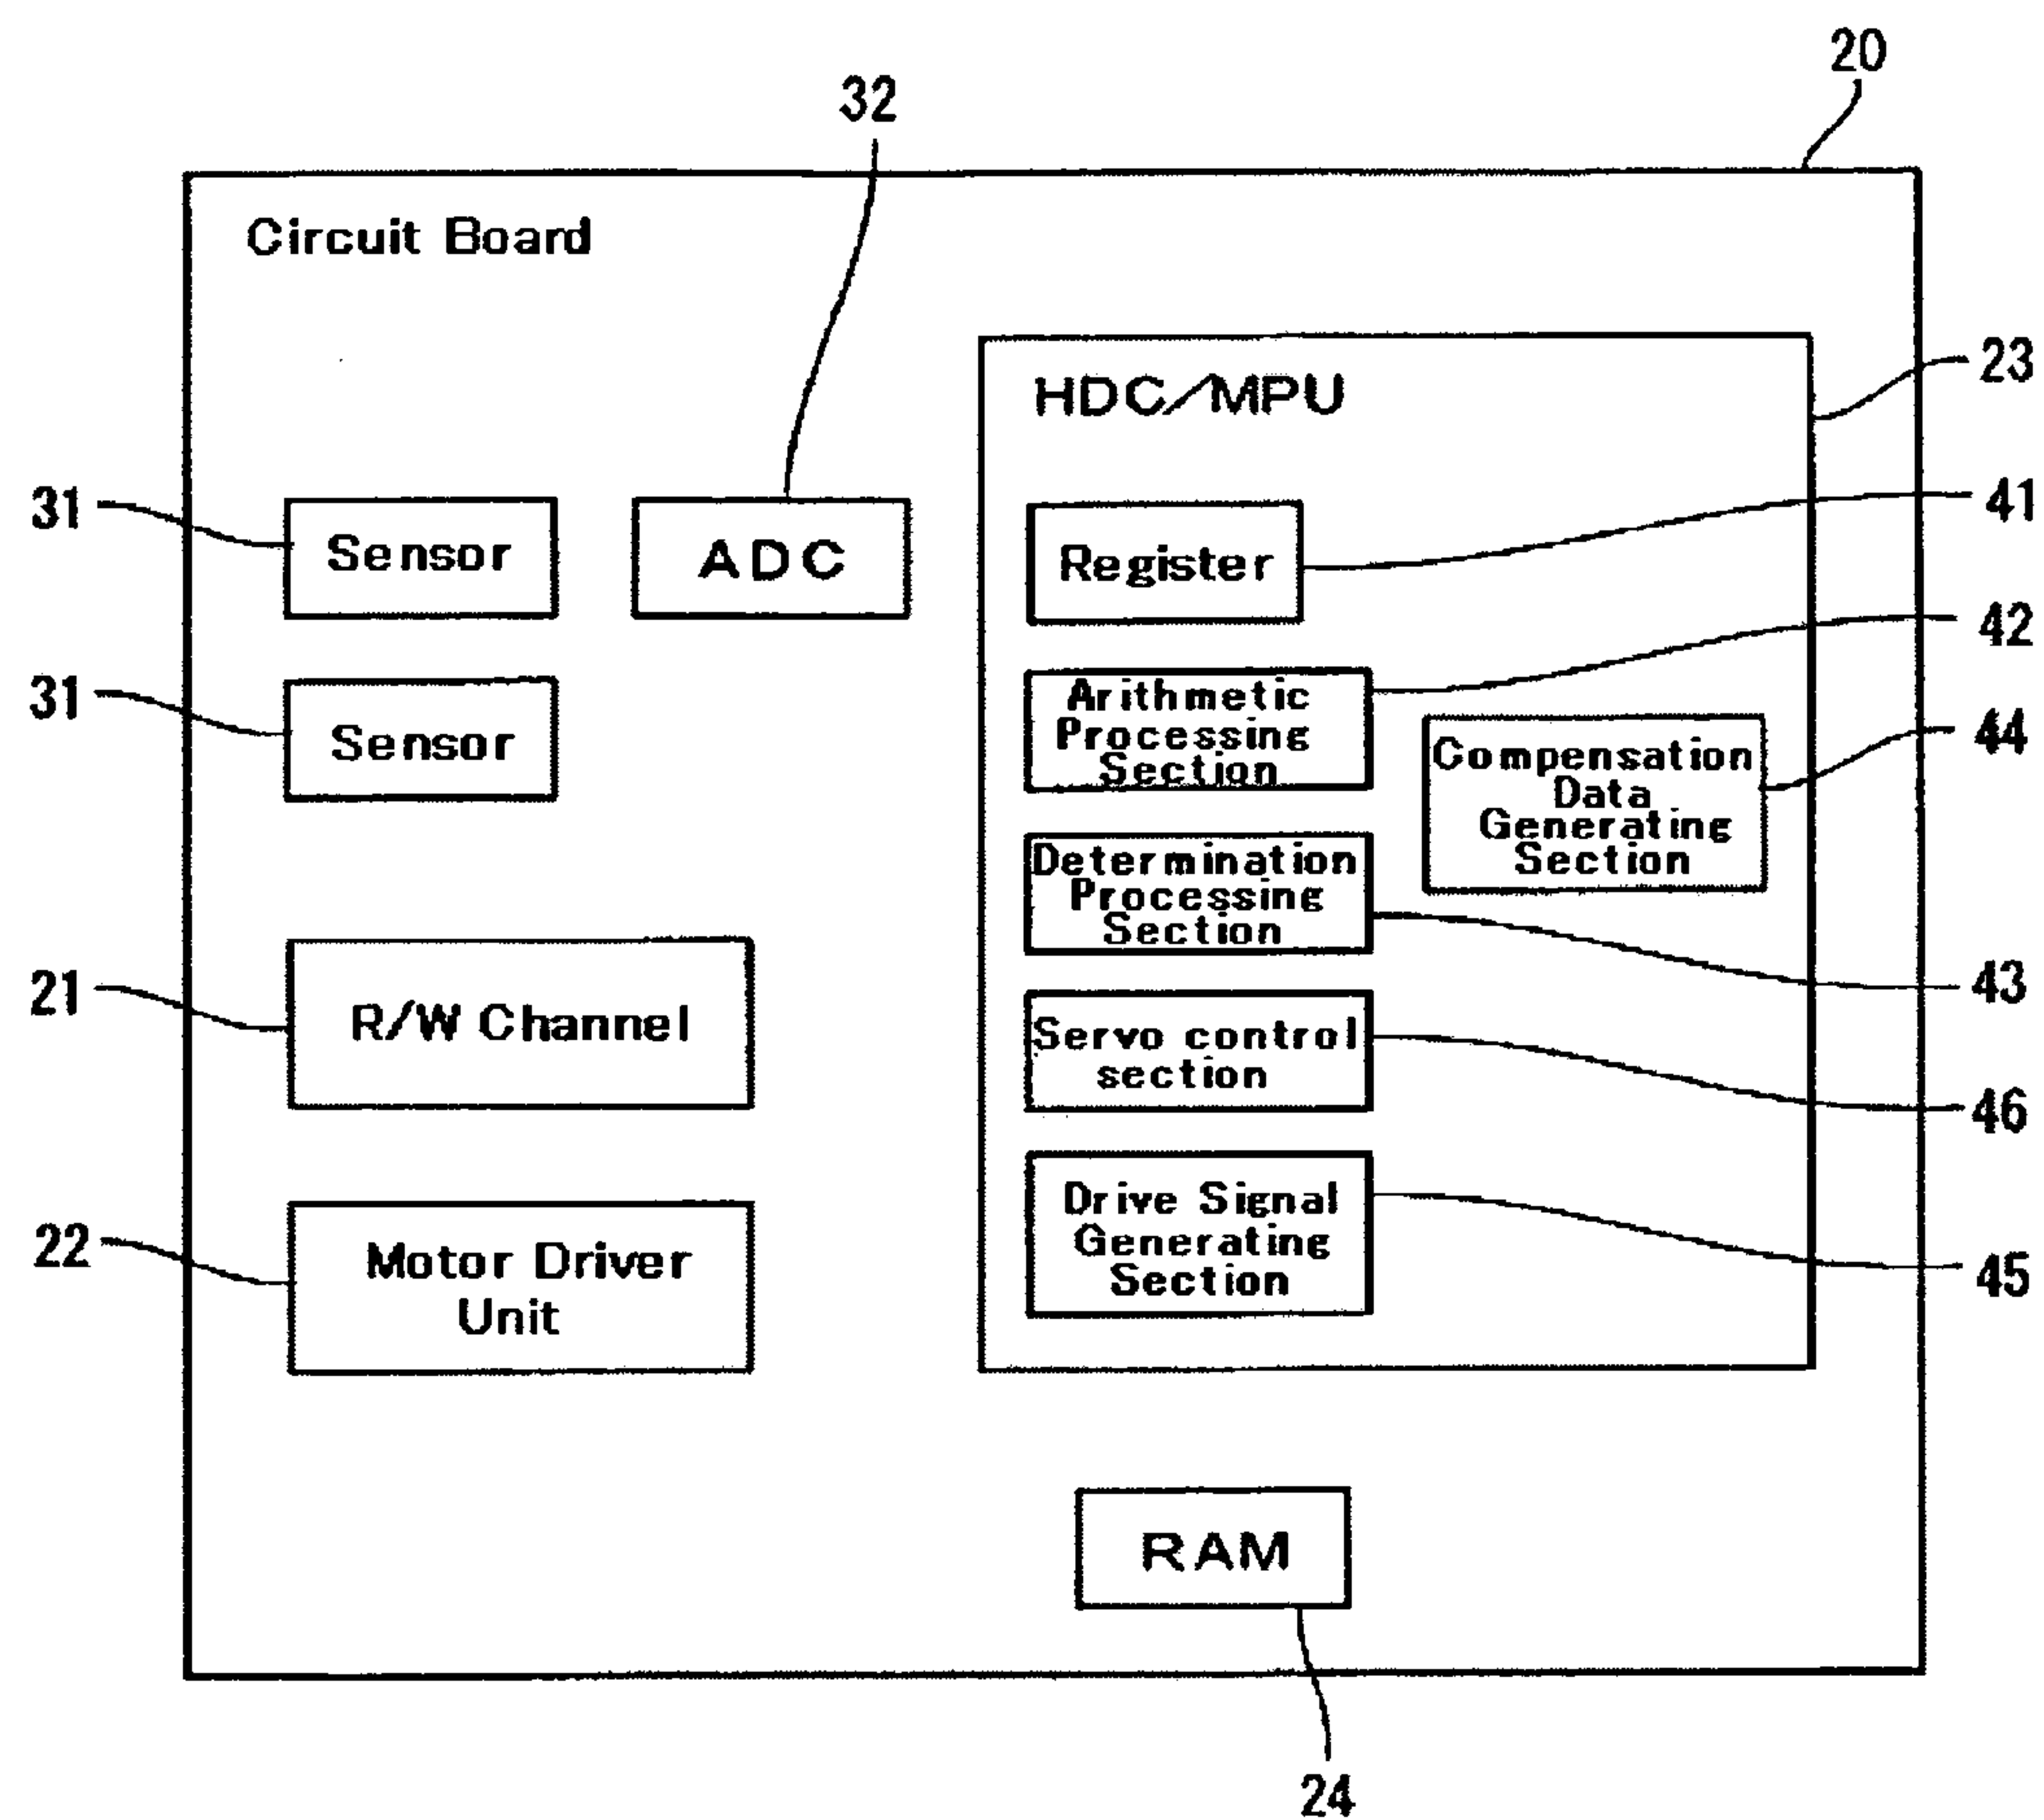 20
32
Circuit Board
23
HDC/MPU
31
Sensor
ADC
41
Register
42
31
Sensor
Arithmetic
Processing
Section
44
Compensation
Data
Generating
Section
Determination
Processing
Section
43
21
R/W Channel
Servo control
section
46
22
Motor Driver
Unit
Drive Signal
Generating
Section
45
RAM
24